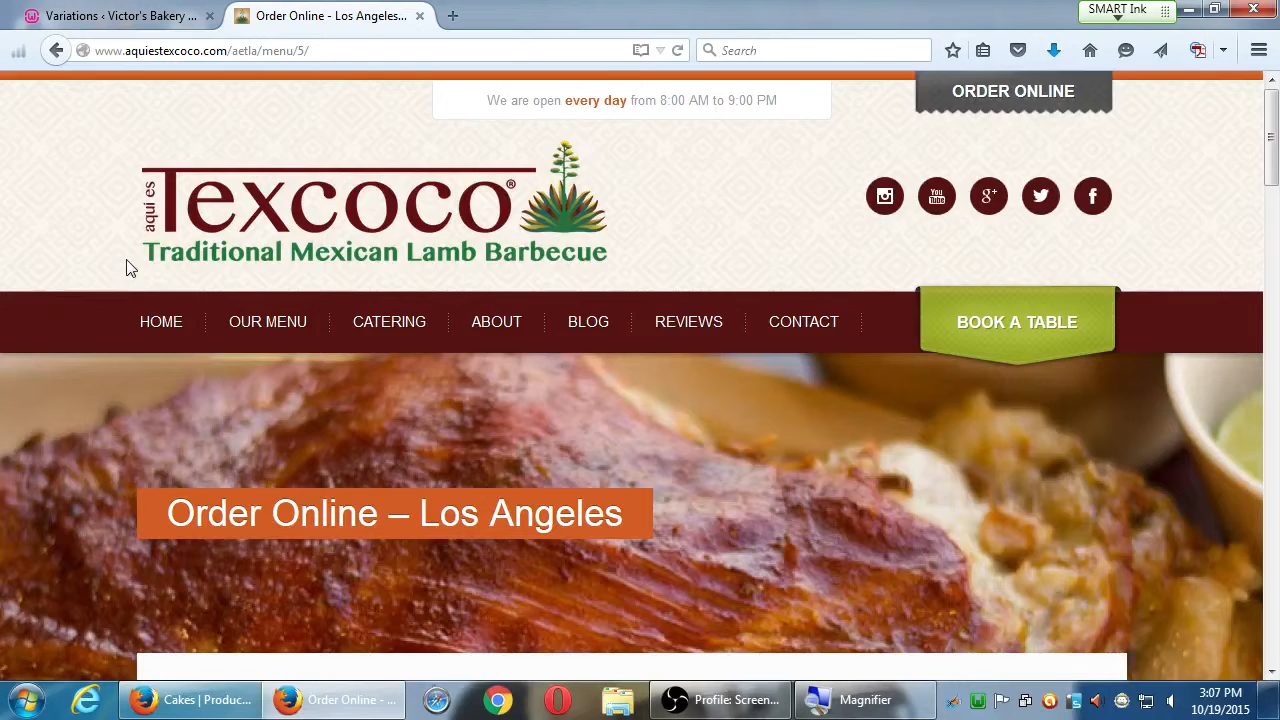 Variations ‹ Victor's Bakery ...
Order Online - Los Angeles...
SMART Ink
www.aquiestexcoco.com/aetla/menu/5/
Search
We are open every day from 8:00 AM to 9:00 PM
ORDER ONLINE
aqui es
Texcoco®
Traditional Mexican Lamb Barbecue
You
Tube
g+
HOME
OUR MENU
CATERING
ABOUT
BLOG
REVIEWS
CONTACT
BOOK A TABLE
Order Online – Los Angeles
Cakes | Produc...
Order Online - ...
Profile: Screen...
Magnifier
3:07 PM
10/19/2015